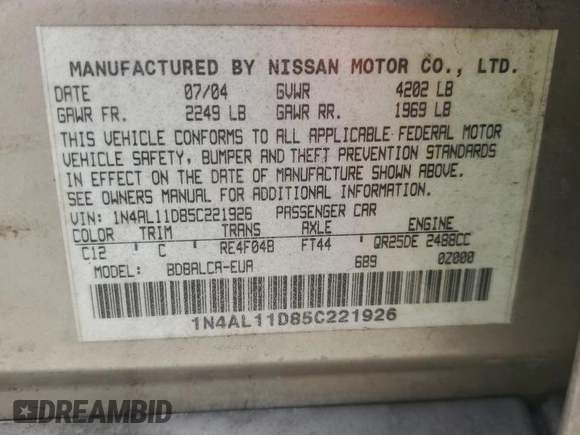 MANUFACTURED BY NISSAN MOTOR CO., LTD.
DATE 07/04 GVWR 4202 LB
GAWR FR. 2249 LB GAWR RR. 1969 LB
THIS VEHICLE CONFORMS TO ALL APPLICABLE FEDERAL MOTOR
VEHICLE SAFETY, BUMPER AND THEFT PREVENTION STANDARDS
IN EFFECT ON THE DATE OF MANUFACTURE SHOWN ABOVE.
SEE OWNERS MANUAL FOR ADDITIONAL INFORMATION.
VIN: 1N4AL11D85C221926 PASSENGER CAR
COLOR TRIM TRANS AXLE ENGINE
C12 C RE4F04B FT44 QR25DE 2488CC
MODEL: BDBALCA-EUA 689 0Z000
1N4AL11D85C221926
DREAMBID